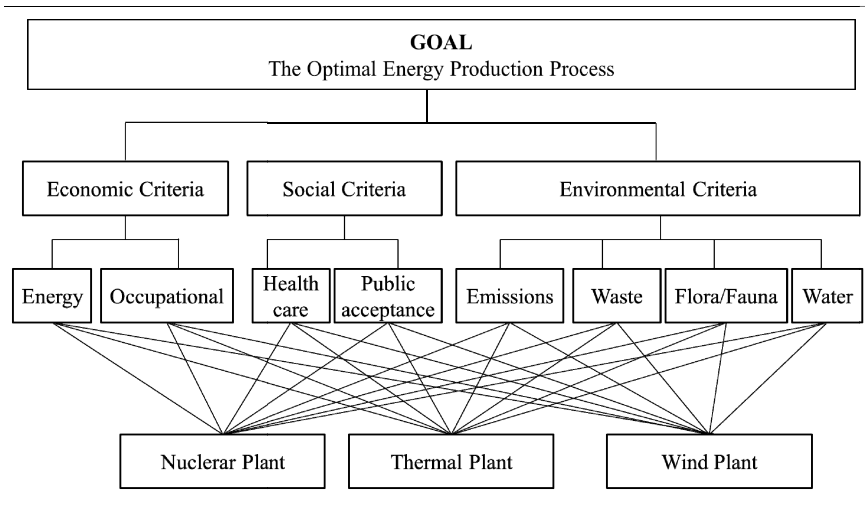 GOAL
The Optimal Energy Production Process
Economic Criteria
Social Criteria
Environmental Criteria
Energy
Occupational
Health
care
Public
acceptance
Emissions
Waste
Flora/Fauna
Water
Nuclerar Plant
Thermal Plant
Wind Plant